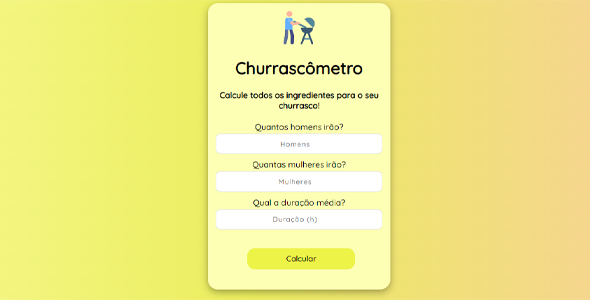 Churrascômetro
Calcule todos os ingredientes para o seu
churrasco!
Quantos homens irão?
Homens
Quantas mulheres irão?
Mulheres
Qual a duração média?
Duração (h)
Calcular